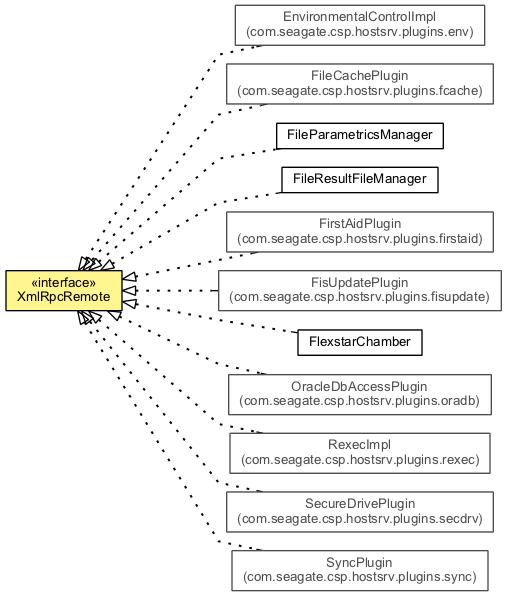 EnvironmentalControlImpl
(com.seagate.csp.hostsrv.plugins.env)
FileCachePlugin
(com.seagate.csp.hostsrv.plugins.fcache)
FileParametricsManager
FileResultFileManager
FirstAidPlugin
(com.seagate.csp.hostsrv.plugins.firstaid)
«interface»
XmlRpcRemote
FisUpdatePlugin
(com.seagate.csp.hostsrv.plugins.fisupdate)
FlexstarChamber
OracleDbAccessPlugin
(com.seagate.csp.hostsrv.plugins.oradb)
RexecImpl
(com.seagate.csp.hostsrv.plugins.rexec)
SecureDrivePlugin
(com.seagate.csp.hostsrv.plugins.secdrv)
SyncPlugin
(com.seagate.csp.hostsrv.plugins.sync)